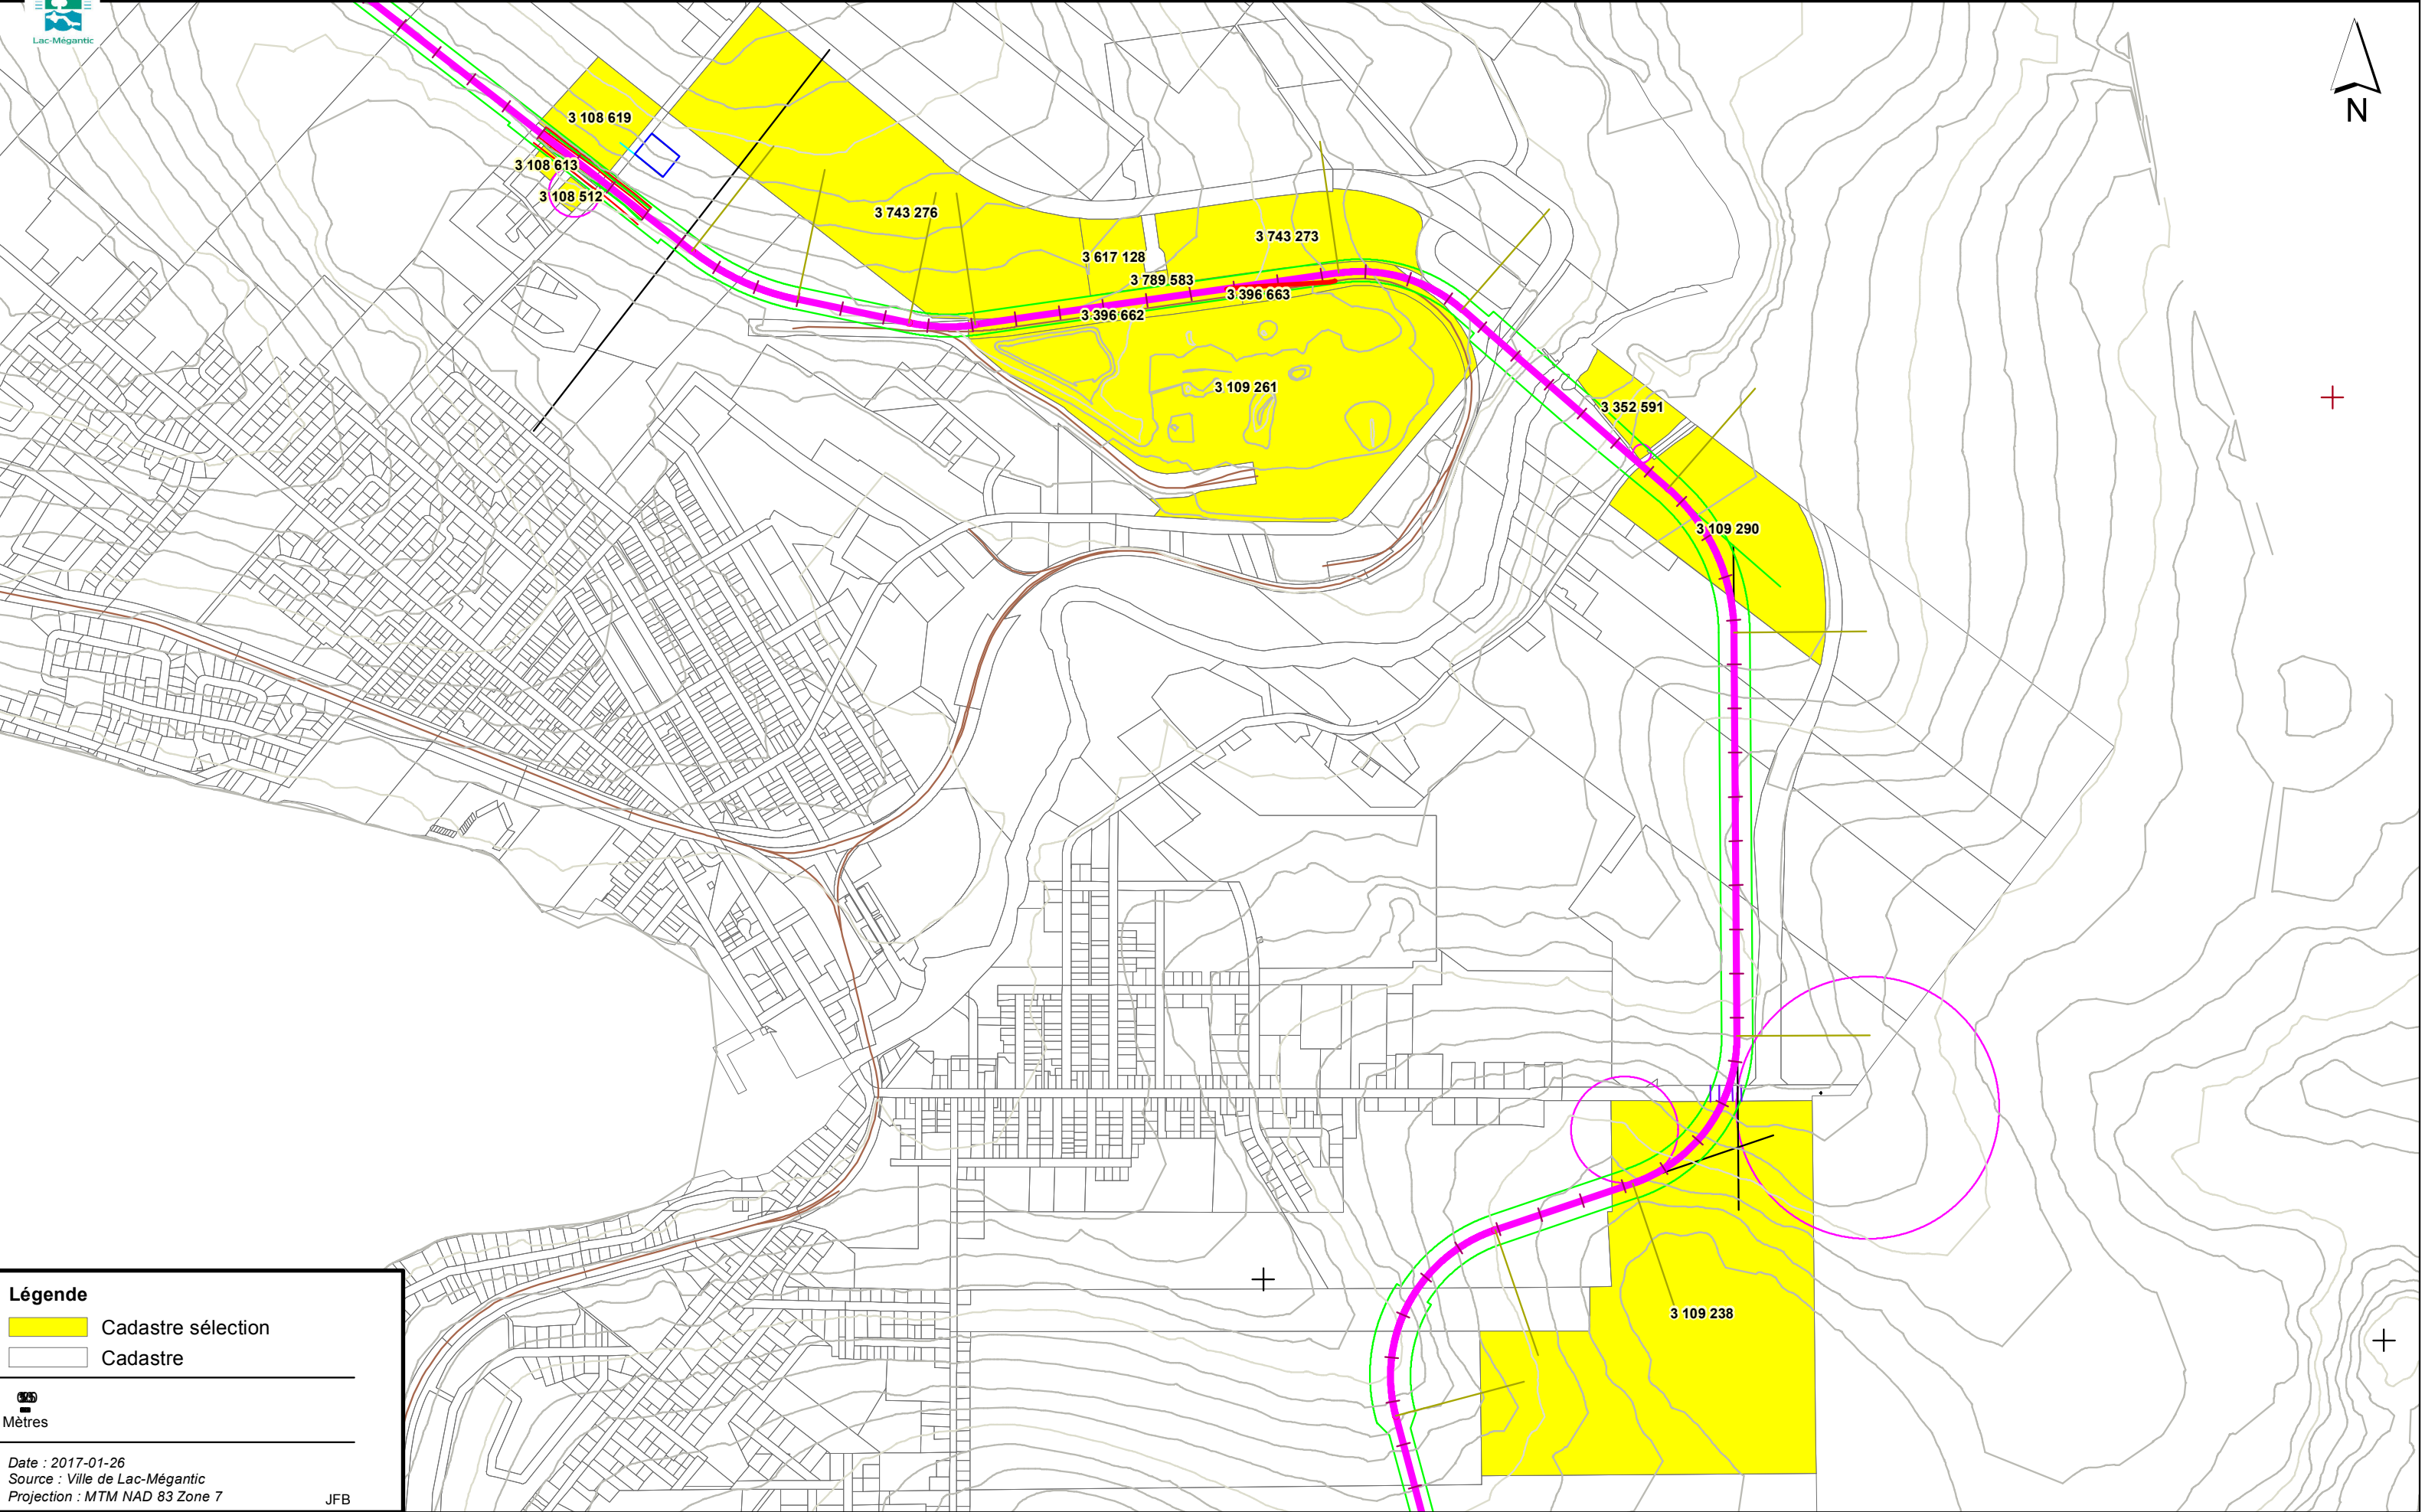 Lac-Mégantic
N
3 108 619
3 108 613
3 108 512
3 743 276
3 743 273
3 617 128
3 789 583
3 396 663
3 396 662
3 109 261
3 352 591
3 109 290
3 109 238
Légende
Cadastre sélection
Cadastre
Mètres
Date : 2017-01-26
Source : Ville de Lac-Mégantic
Projection : MTM NAD 83 Zone 7
JFB